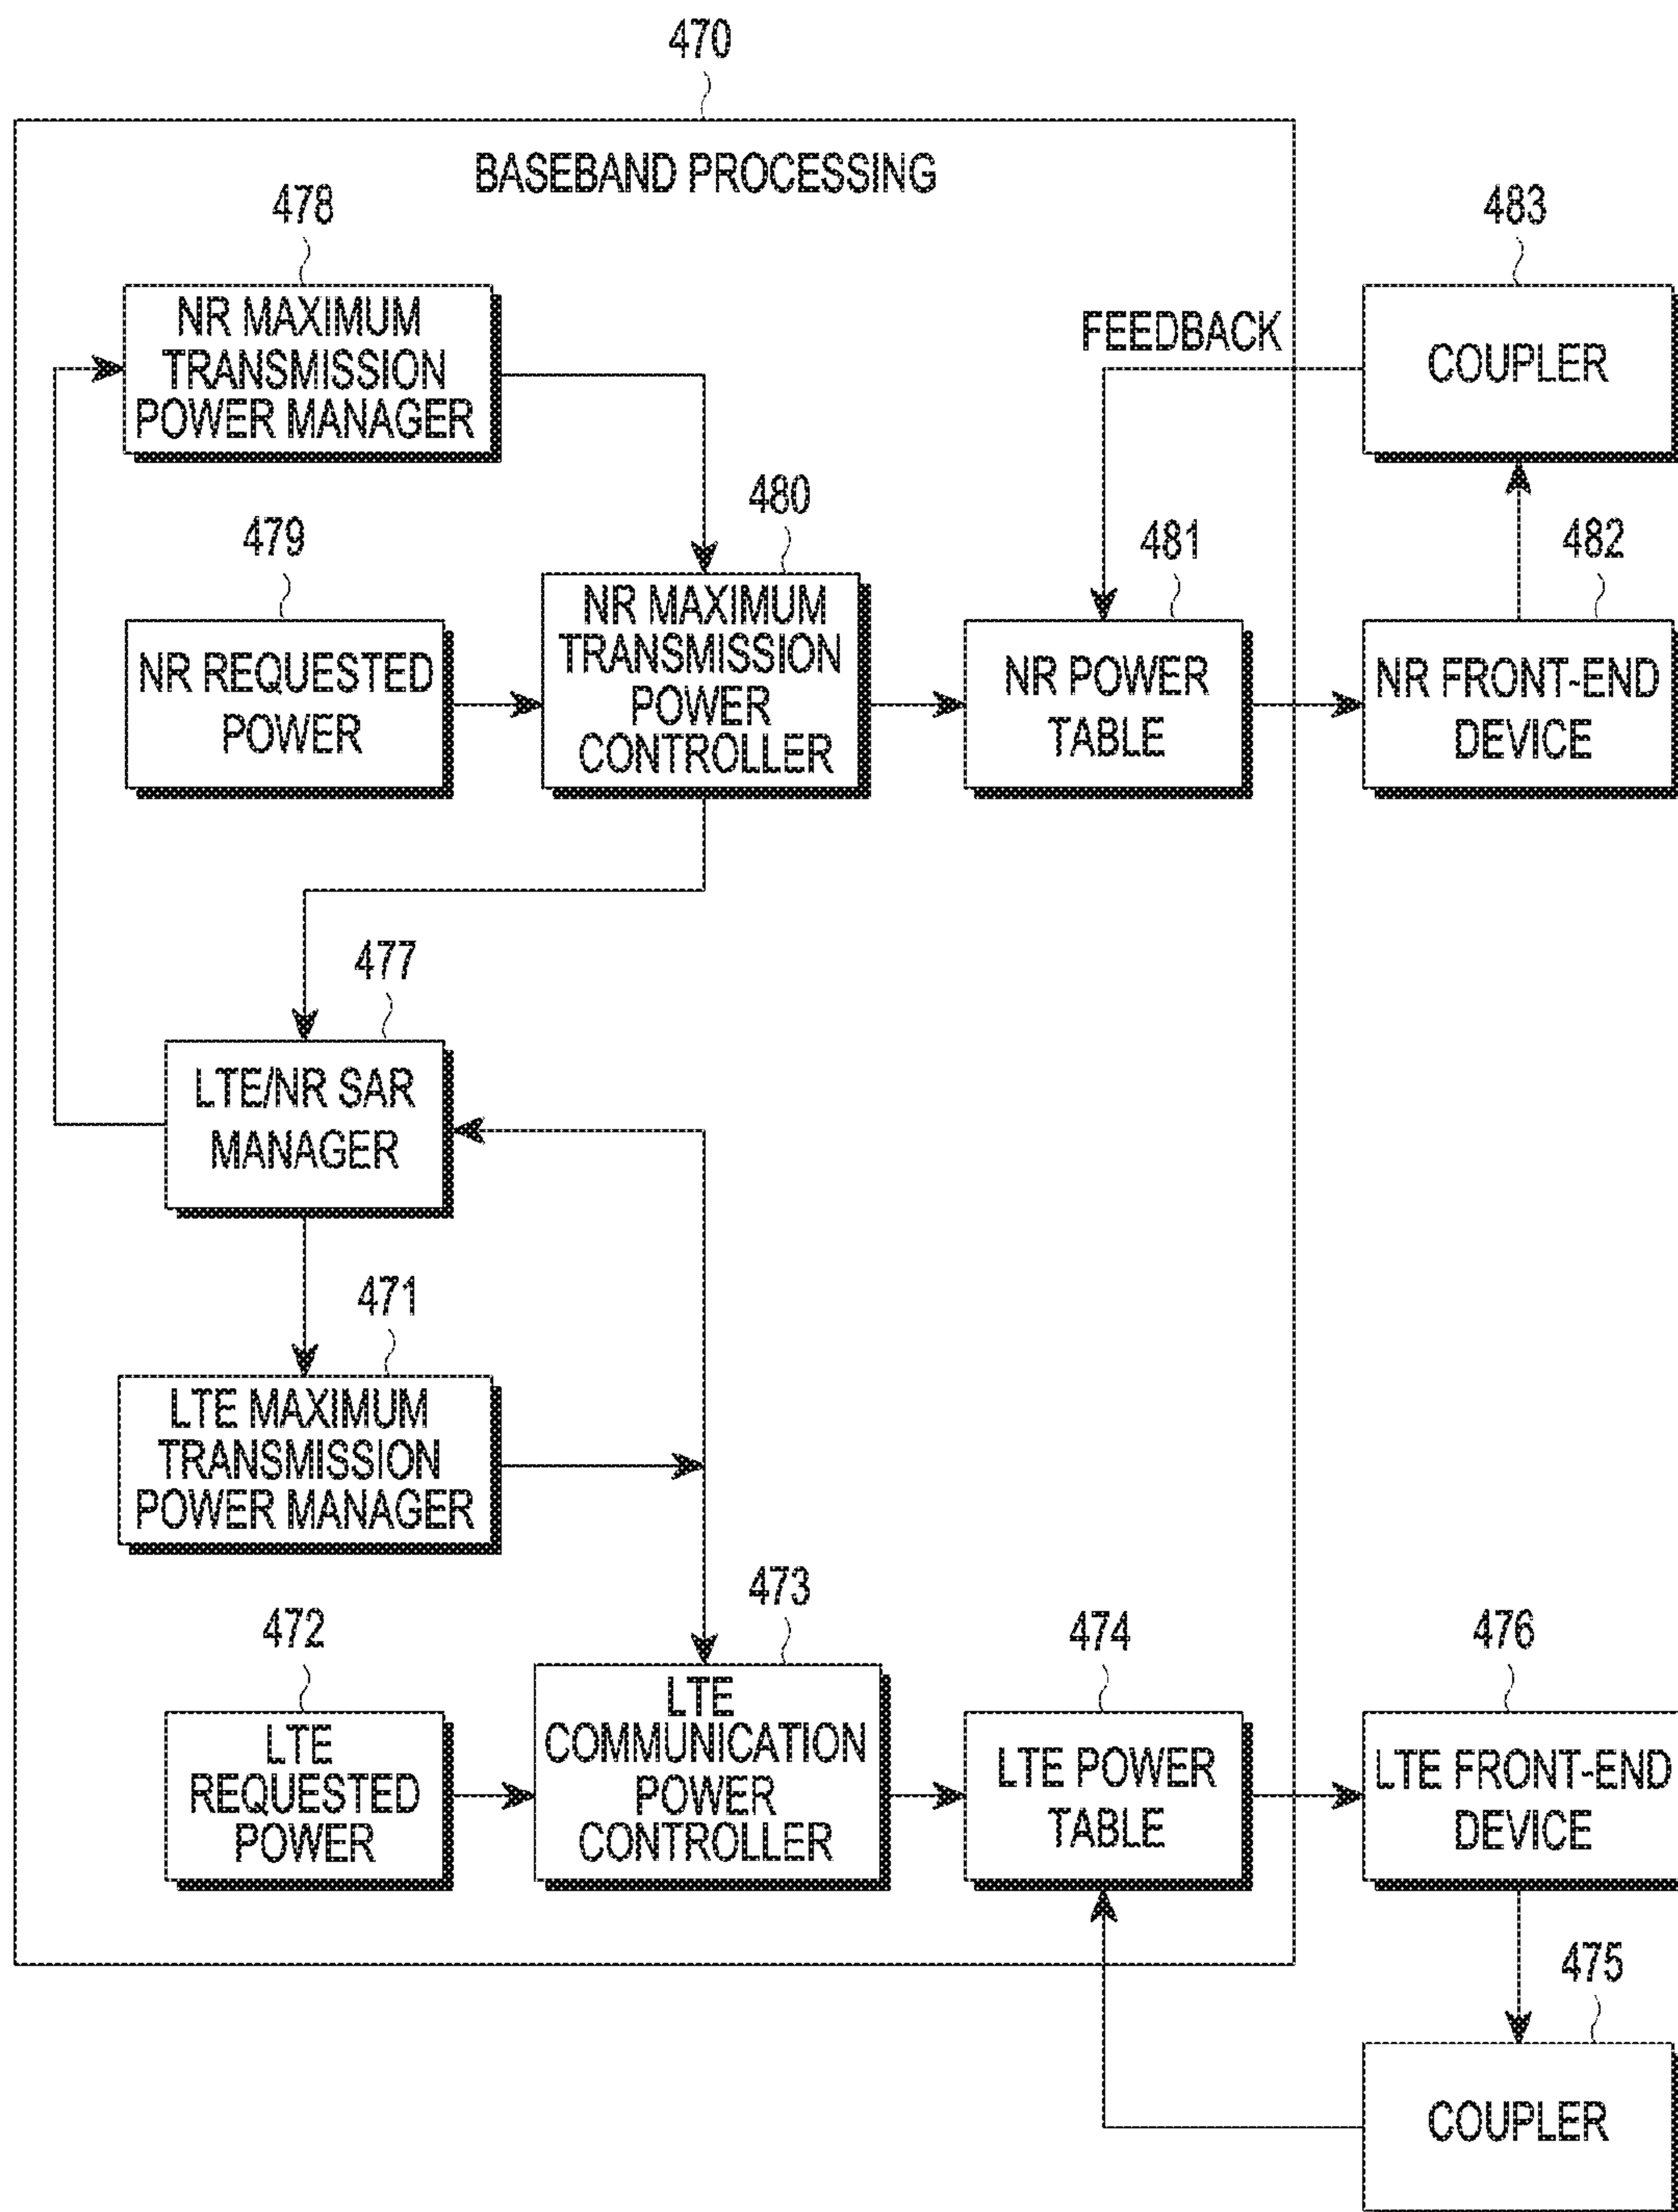 470
BASEBAND PROCESSING
478
NR MAXIMUM
TRANSMISSION
POWER MANAGER
483
COUPLER
FEEDBACK
479
NR REQUESTED
POWER
480
NR MAXIMUM
TRANSMISSION
POWER
CONTROLLER
481
NR POWER
TABLE
482
NR FRONT-END
DEVICE
477
LTE/NR SAR
MANAGER
471
LTE MAXIMUM
TRANSMISSION
POWER MANAGER
472
LTE
REQUESTED
POWER
473
LTE
COMMUNICATION
POWER
CONTROLLER
474
LTE POWER
TABLE
476
LTE FRONT-END
DEVICE
475
COUPLER